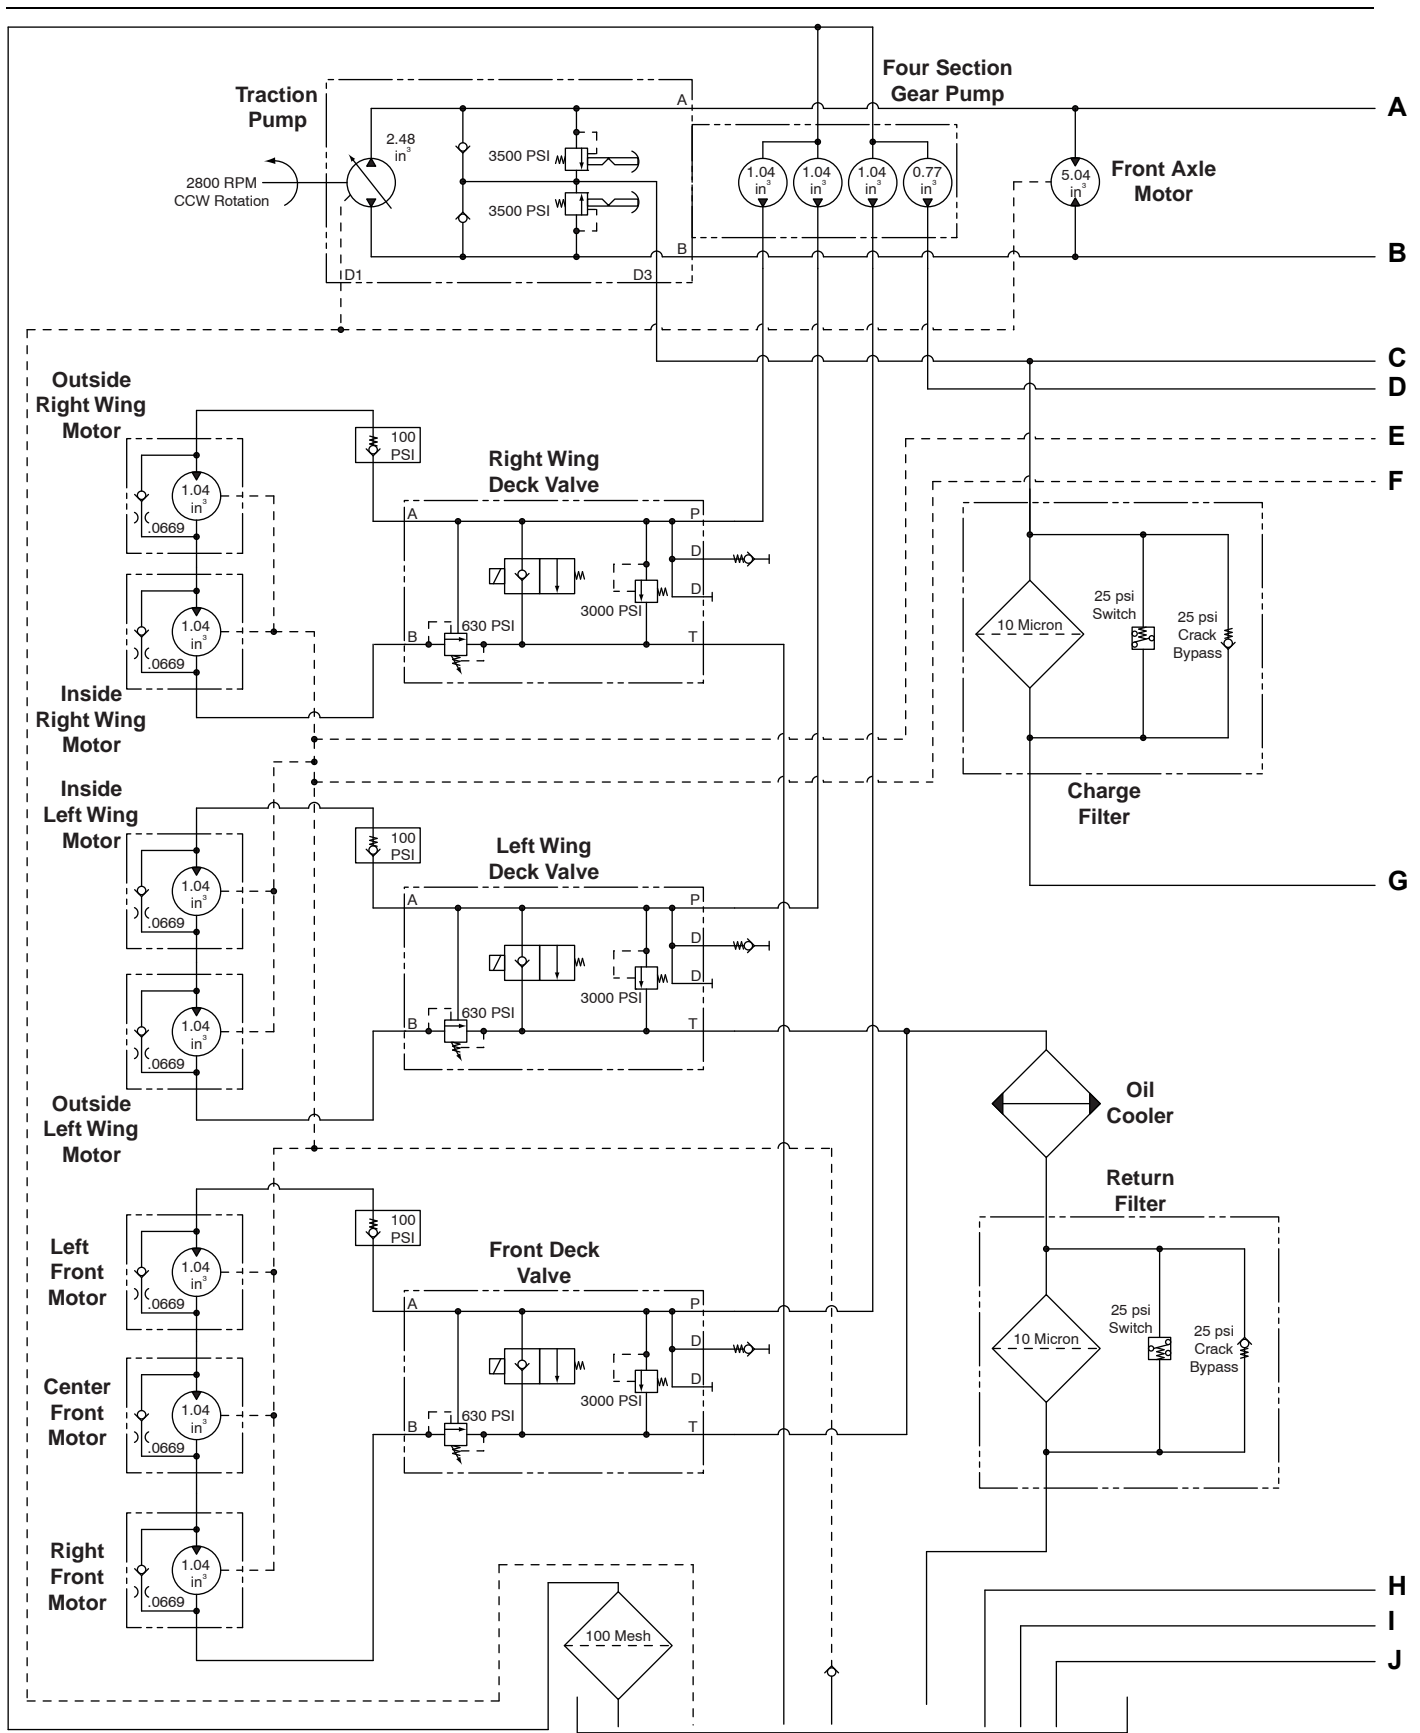 Four Section
Gear Pump
Traction
Pump
A
A
2.48
in³
3500 PSI
2800 RPM
CCW Rotation
3500 PSI
1.04
in³
1.04
in³
1.04
in³
0.77
in³
5.04
in³
Front Axle
Motor
B
B
D1
D3
C
D
E
F
Outside
Right Wing
Motor
100
PSI
Right Wing
Deck Valve
1.04
in³
.0669
A
P
D
D
3000 PSI
630 PSI
B
T
1.04
in³
.0669
Inside
Right Wing
Motor
10 Micron
25 psi
Switch
25 psi
Crack
Bypass
Charge
Filter
G
Inside
Left Wing
Motor
100
PSI
Left Wing
Deck Valve
1.04
in³
.0669
A
P
D
D
3000 PSI
630 PSI
B
T
1.04
in³
.0669
Outside
Left Wing
Motor
Oil
Cooler
Return
Filter
10 Micron
25 psi
Switch
25 psi
Crack
Bypass
Left
Front
Motor
100
PSI
Front Deck
Valve
1.04
in³
.0669
A
P
D
D
3000 PSI
630 PSI
B
T
Center
Front
Motor
1.04
in³
.0669
Right
Front
Motor
1.04
in³
.0669
100 Mesh
H
I
J